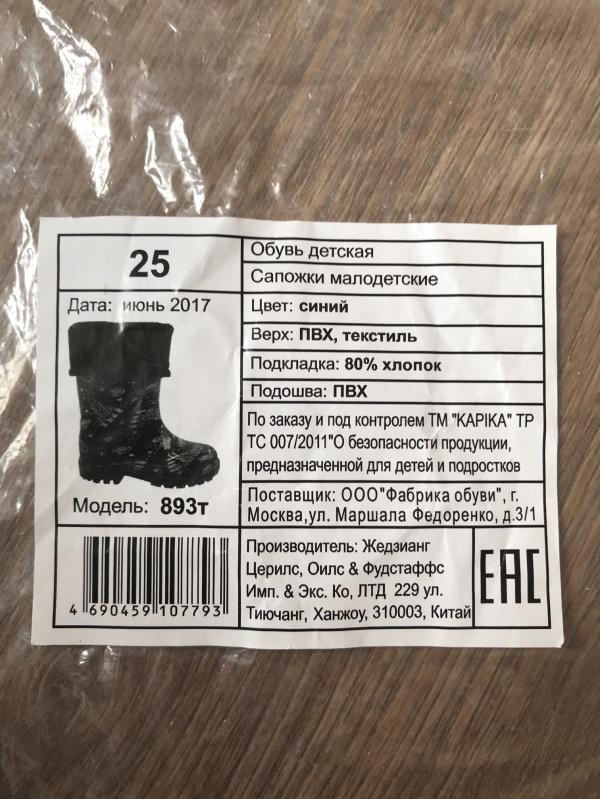 25
Дата: июнь 2017
Модель: 893т
4 690459 107793
Обувь детская
Сапожки малодетские
Цвет: синий
Верх: ПВХ, текстиль
Подкладка: 80% хлопок
Подошва: ПВХ
По заказу и под контролем ТМ "KAPIKA" ТР
ТС 007/2011"О безопасности продукции,
предназначенной для детей и подростков
Поставщик: ООО"Фабрика обуви", г.
Москва,ул. Маршала Федоренко, д.3/1
Производитель: Жедзианг
Церилс, Оилс & Фудстаффс
Имп. & Экс. Ко, ЛТД 229 ул.
Тиючанг, Ханжоу, 310003, Китай
EAC